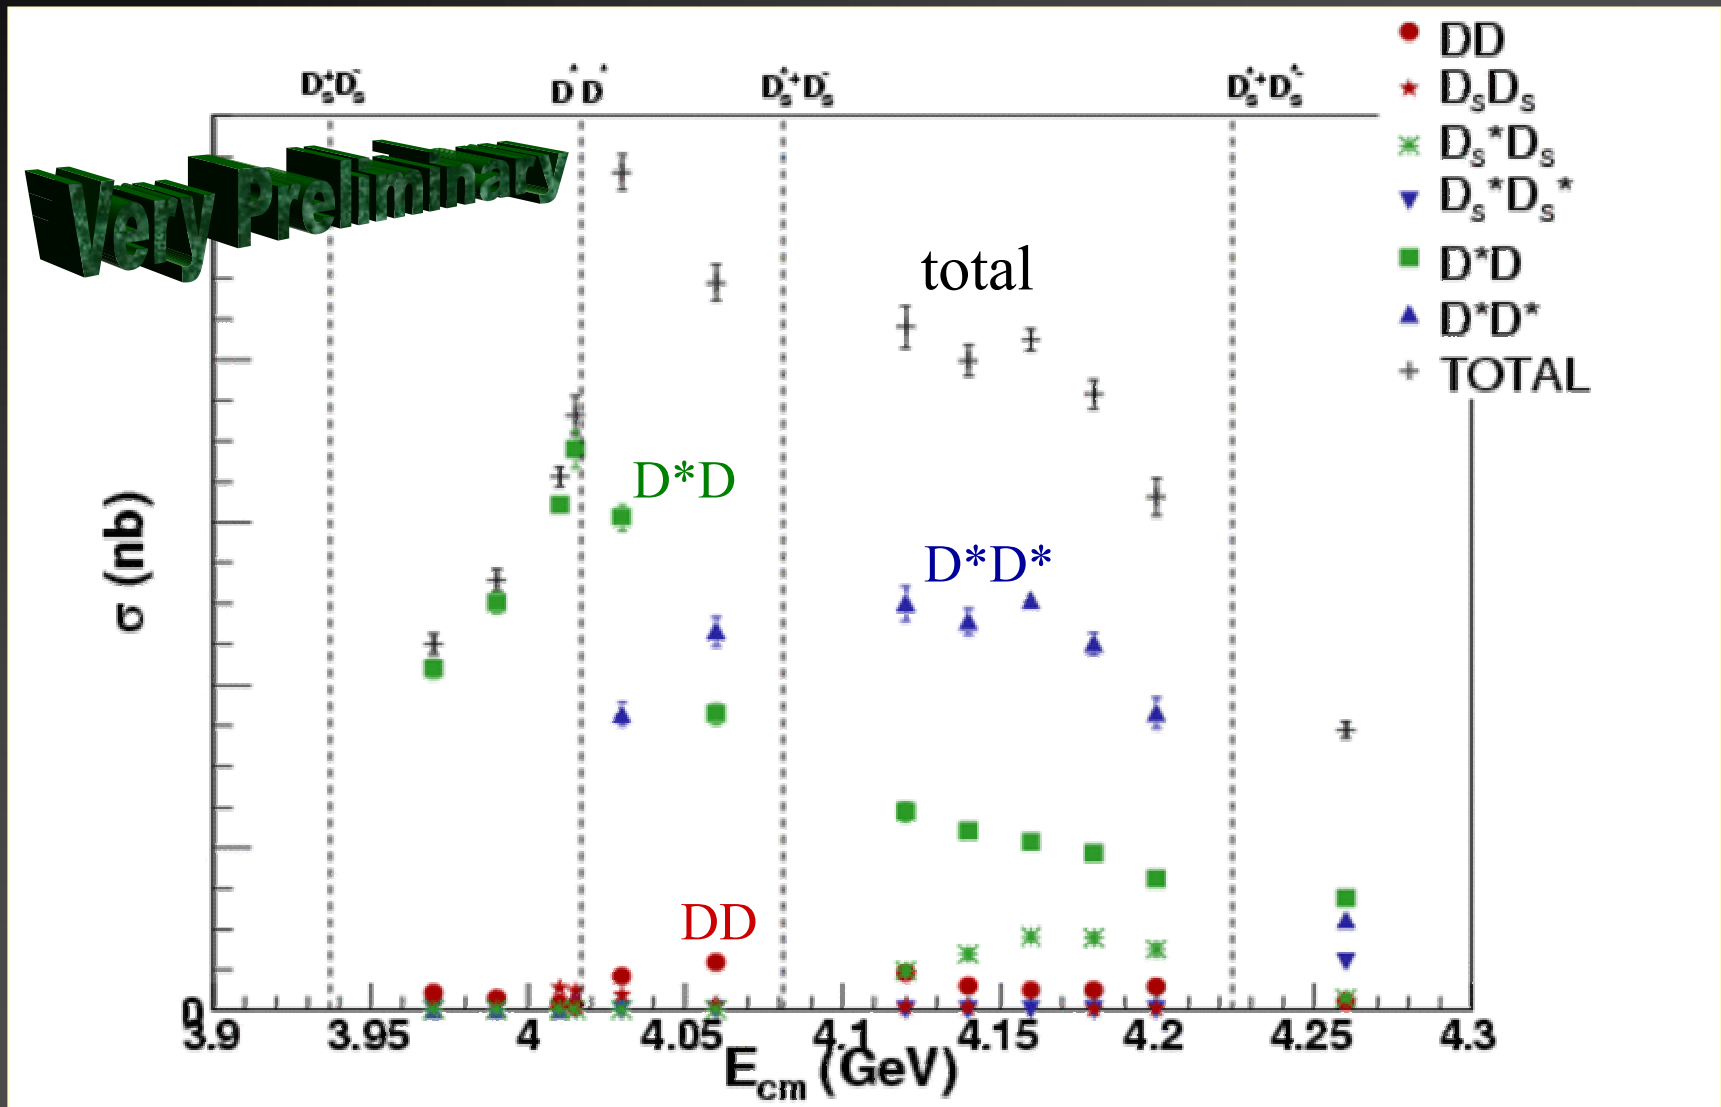 DD
DsDs
Ds*Ds
Ds*Ds*
D*D
D*D*
TOTAL
Ds+Ds- D*D* Ds*+Ds- Ds*+Ds*-
Very Preliminary
total
D*D
D*D*
DD
σ (nb)
0
3.9 3.95 4 4.05 4.1 4.15 4.2 4.25 4.3
Ecm (GeV)